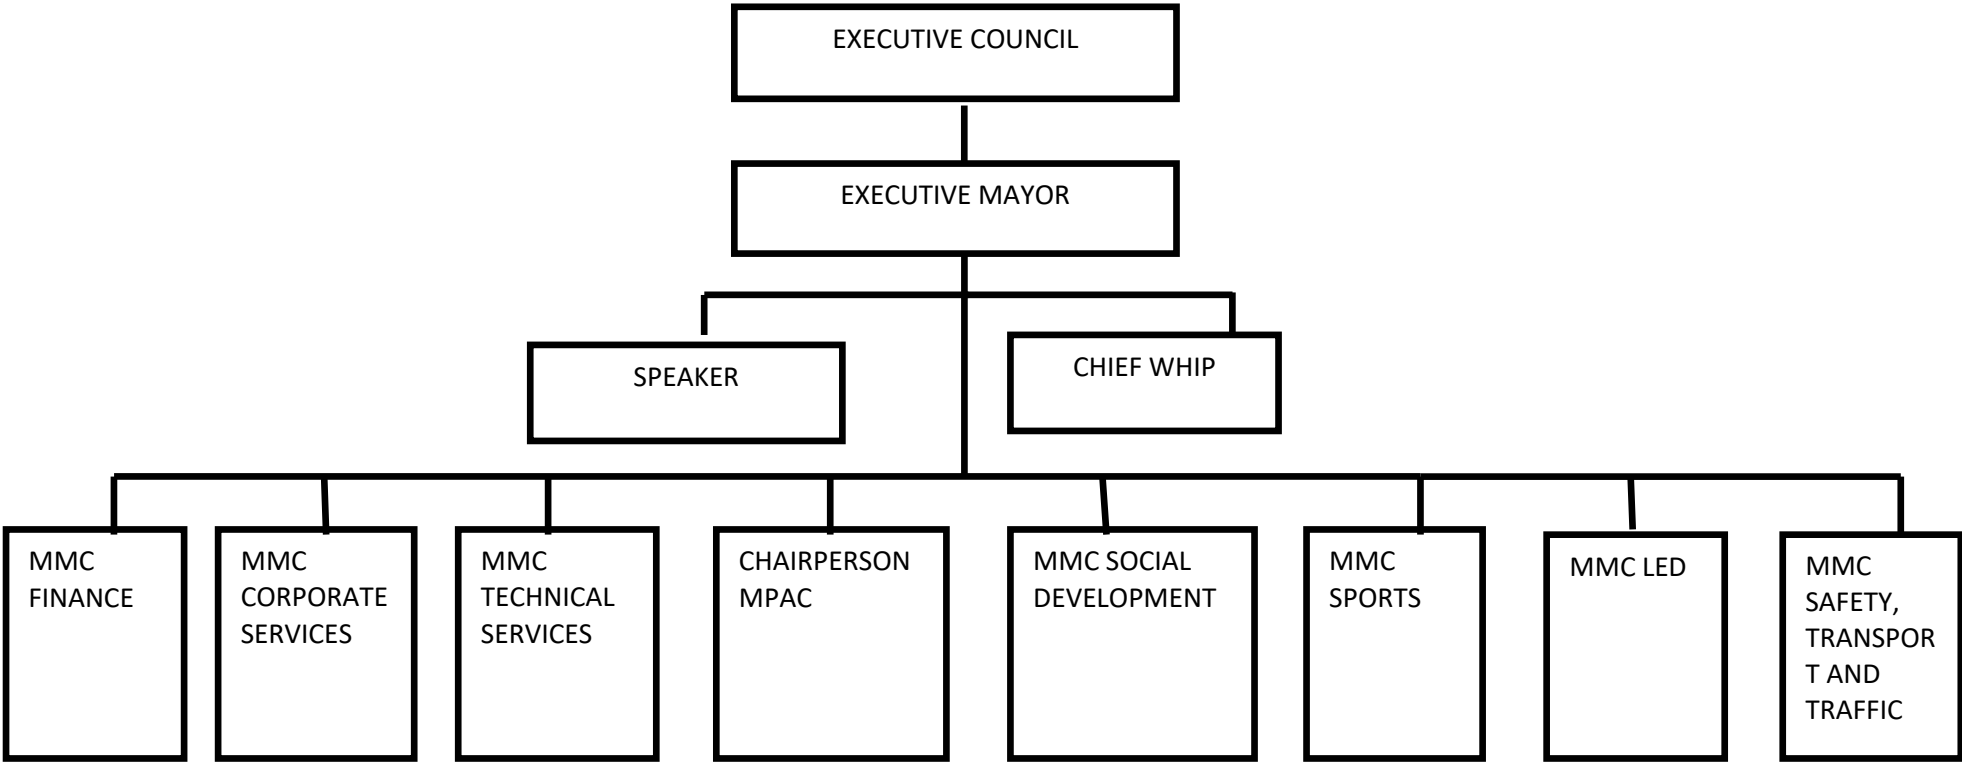 EXECUTIVE COUNCIL
EXECUTIVE MAYOR
SPEAKER
CHIEF WHIP
MMC
FINANCE
MMC
CORPORATE
SERVICES
MMC
TECHNICAL
SERVICES
CHAIRPERSON
MPAC
MMC SOCIAL
DEVELOPMENT
MMC
SPORTS
MMC LED
MMC
SAFETY,
TRANSPOR
T AND
TRAFFIC